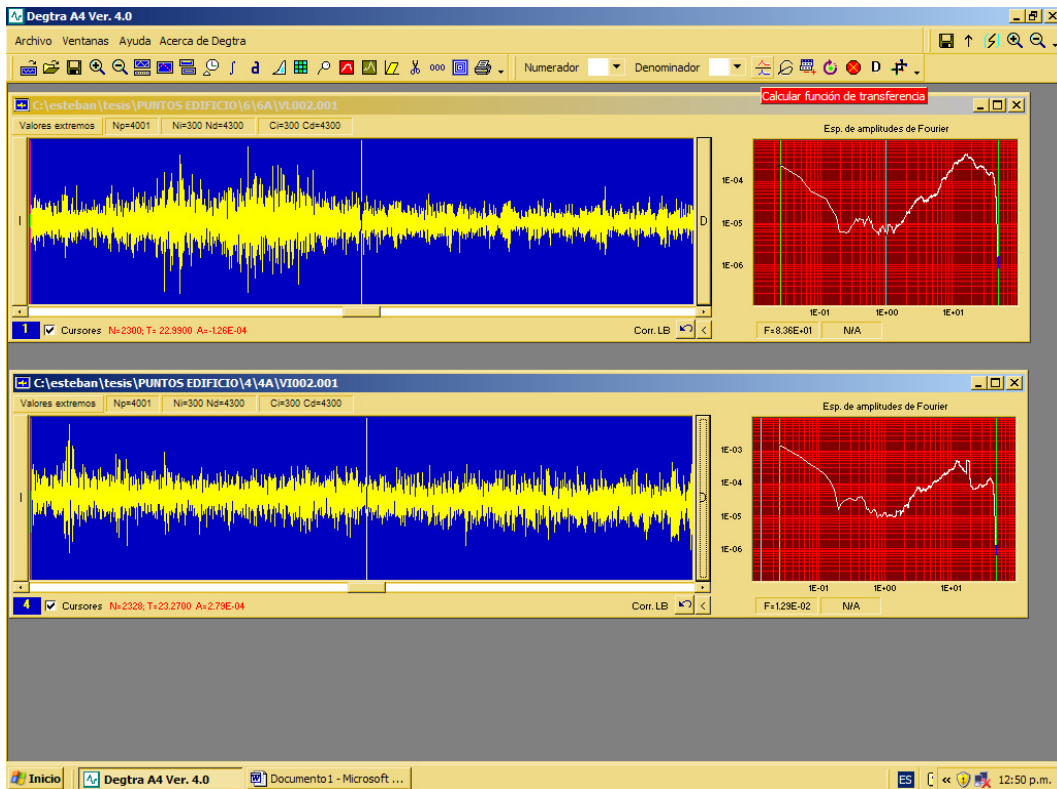 Degtra A4 Ver. 4.0
Archivo Ventanas Ayuda Acerca de Degtra
Numerador Denominador D
Calcular función de transferencia
C:\esteban\tesis\PUNTOS EDIFICIO\6\6A\VL002.001
Valores extremos Np=4001 Ni=300 Nd=4300 Ci=300 Cd=4300
Esp. de amplitudes de Fourier
I
D
1E-04
1E-05
1E-06
1E-01 1E+00 1E+01
1 Cursores N=2300; T= 22.9900 A=-1.26E-04 Corr. LB <
F=8.36E+01 N/A
C:\esteban\tesis\PUNTOS EDIFICIO\4\4A\VI002.001
Valores extremos Np=4001 Ni=300 Nd=4300 Ci=300 Cd=4300
Esp. de amplitudes de Fourier
I
D
1E-03
1E-04
1E-05
1E-06
1E-01 1E+00 1E+01
4 Cursores N=2328; T=23.2700 A=2.79E-04 Corr. LB <
F=1.29E-02 N/A
Inicio Degtra A4 Ver. 4.0 Documento1 - Microsoft ... ES « 12:50 p.m.